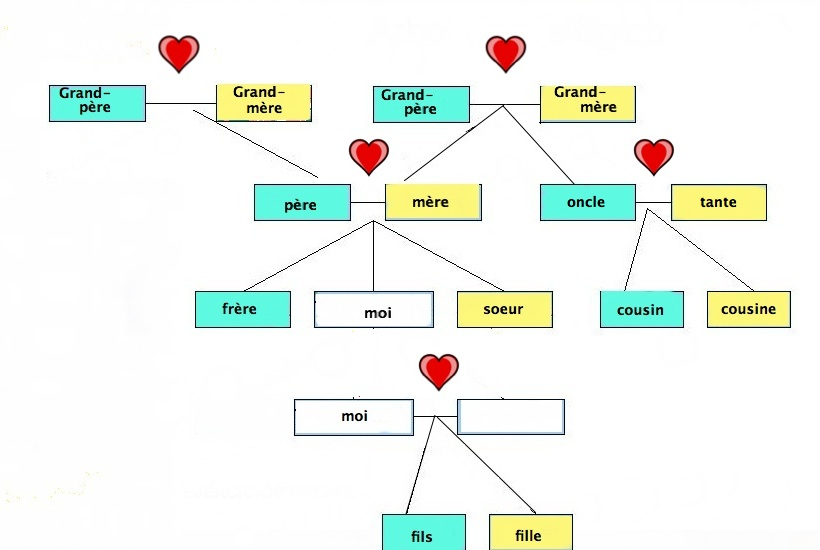 Grand-
père
Grand-
mère
Grand-
père
Grand-
mère
père
mère
oncle
tante
frère
moi
soeur
cousin
cousine
moi
fils
fille